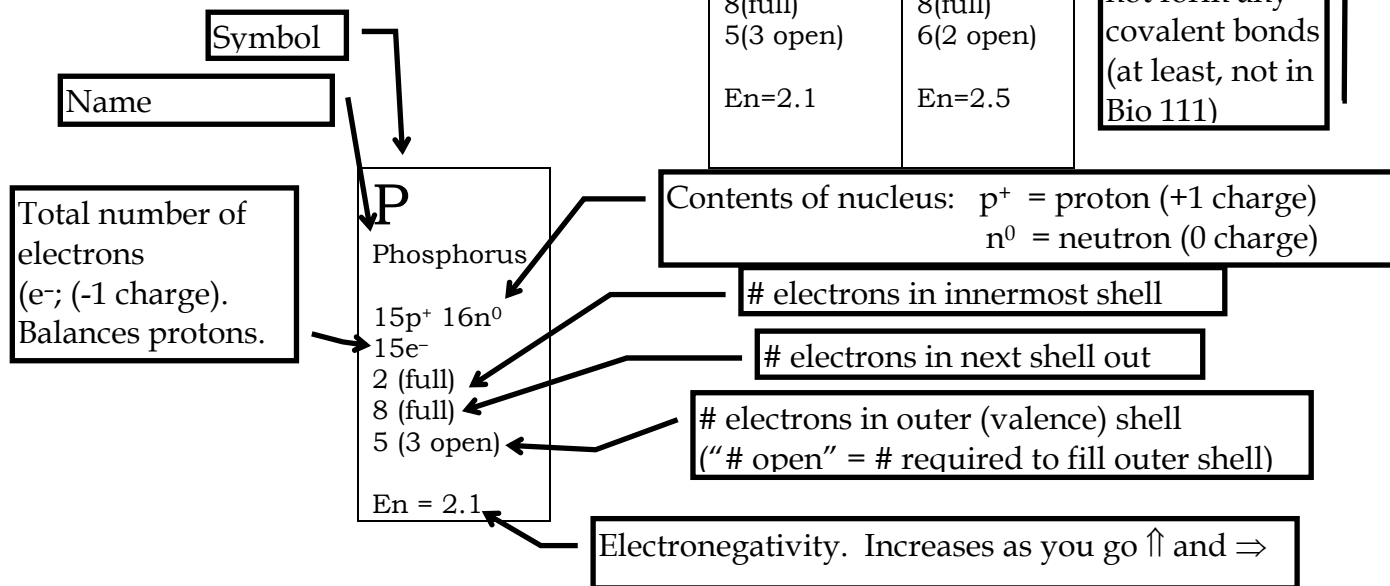 8(full)
5(3 open)
En=2.1
8(full)
6(2 open)
En=2.5
not form any
covalent bonds
(at least, not in
Bio 111)
Symbol
Name
Total number of
electrons
(e⁻; (-1 charge).
Balances protons.
P
Phosphorus
15p⁺ 16n⁰
15e⁻
2 (full)
8 (full)
5 (3 open)
En = 2.1
Contents of nucleus: p⁺ = proton (+1 charge)
n⁰ = neutron (0 charge)
# electrons in innermost shell
# electrons in next shell out
# electrons in outer (valence) shell
("# open" = # required to fill outer shell)
Electronegativity. Increases as you go ⇑ and ⇒